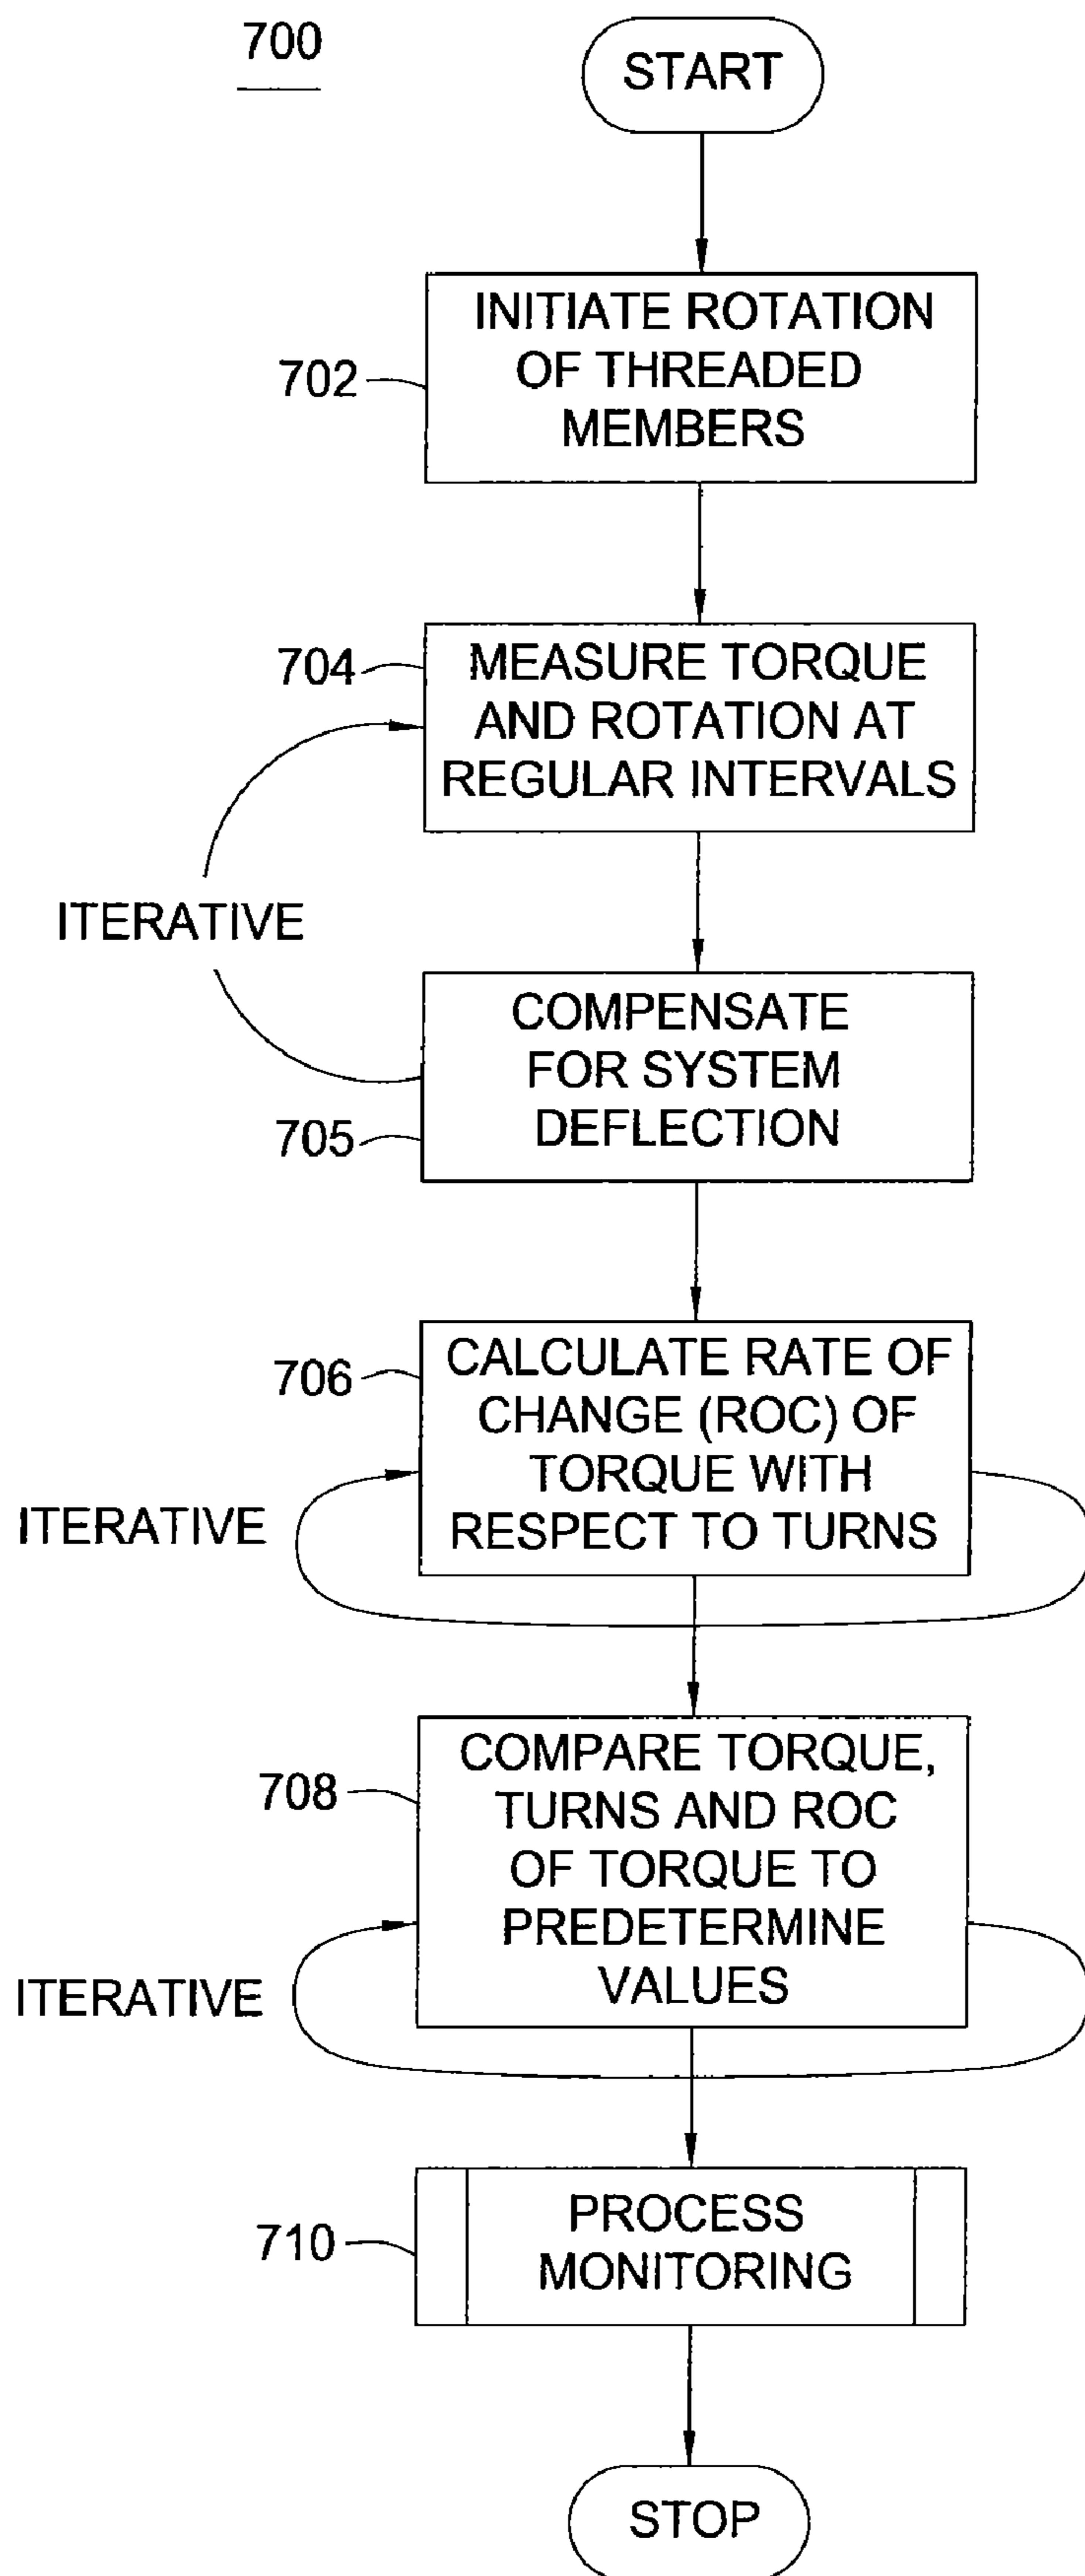 700
START
INITIATE ROTATION
OF THREADED
MEMBERS
702
704
MEASURE TORQUE
AND ROTATION AT
REGULAR INTERVALS
ITERATIVE
COMPENSATE
FOR SYSTEM
DEFLECTION
705
706
CALCULATE RATE OF
CHANGE (ROC) OF
TORQUE WITH
RESPECT TO TURNS
ITERATIVE
708
COMPARE TORQUE,
TURNS AND ROC
OF TORQUE TO
PREDETERMINE
VALUES
ITERATIVE
710
PROCESS
MONITORING
STOP